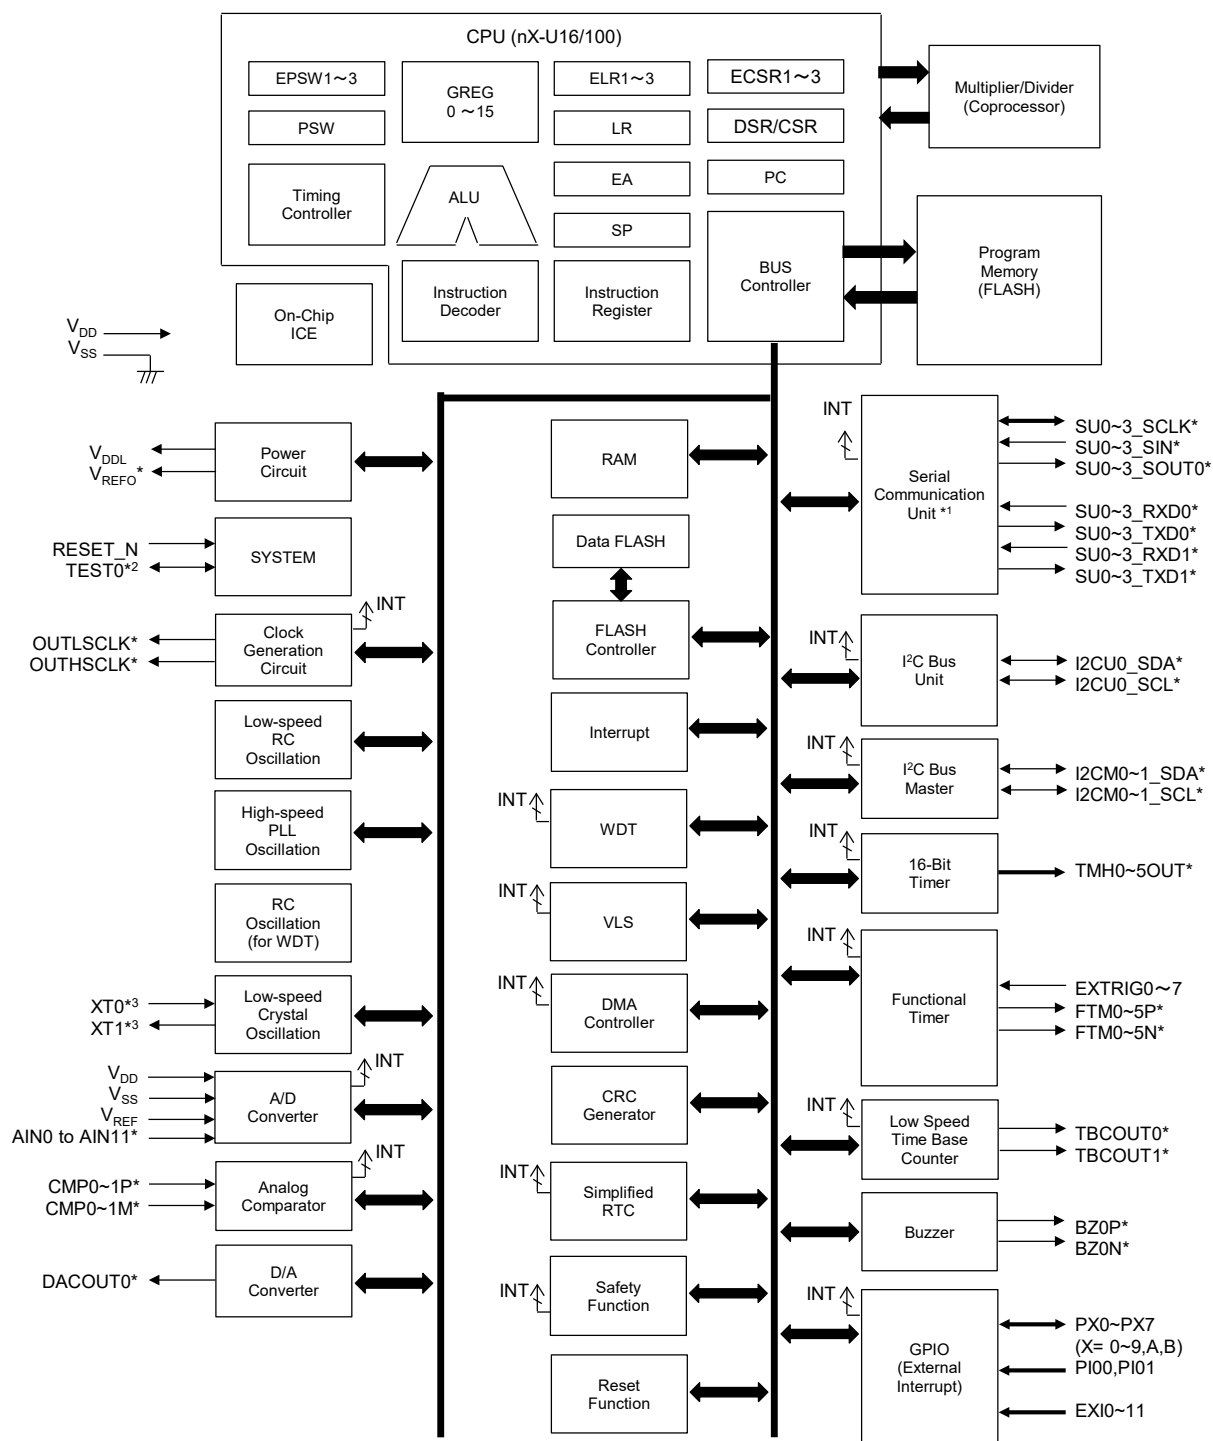 CPU (nX-U16/100)
EPSW1～3
GREG
0 ～15
ELR1～3
ECSR1～3
PSW
LR
DSR/CSR
Timing
Controller
ALU
EA
PC
SP
BUS
Controller
Instruction
Decoder
Instruction
Register
On-Chip
ICE
Multiplier/Divider
(Coprocessor)
Program
Memory
(FLASH)
VDD
VSS
VDDL
VREFO*
Power
Circuit
RESET_N
TEST0*2
SYSTEM
INT
OUTLSCLK*
OUTHSCLK*
Clock
Generation
Circuit
Low-speed
RC
Oscillation
High-speed
PLL
Oscillation
RC
Oscillation
(for WDT)
XT0*3
XT1*3
Low-speed
Crystal
Oscillation
INT
VDD
VSS
VREF
AIN0 to AIN11*
A/D
Converter
INT
CMP0~1P*
CMP0~1M*
Analog
Comparator
DACOUT0*
D/A
Converter
RAM
Data FLASH
FLASH
Controller
Interrupt
INT
WDT
INT
VLS
INT
DMA
Controller
CRC
Generator
INT
Simplified
RTC
INT
Safety
Function
Reset
Function
INT
Serial
Communication
Unit *1
SU0~3_SCLK*
SU0~3_SIN*
SU0~3_SOUT0*
SU0~3_RXD0*
SU0~3_TXD0*
SU0~3_RXD1*
SU0~3_TXD1*
INT
I2C Bus
Unit
I2CU0_SDA*
I2CU0_SCL*
INT
I2C Bus
Master
I2CM0~1_SDA*
I2CM0~1_SCL*
INT
16-Bit
Timer
TMH0~5OUT*
INT
Functional
Timer
EXTRIG0～7
FTM0~5P*
FTM0~5N*
INT
Low Speed
Time Base
Counter
TBCOUT0*
TBCOUT1*
Buzzer
BZ0P*
BZ0N*
INT
GPIO
(External
Interrupt)
PX0~PX7
(X= 0~9,A,B)
PI00,PI01
EXI0~11